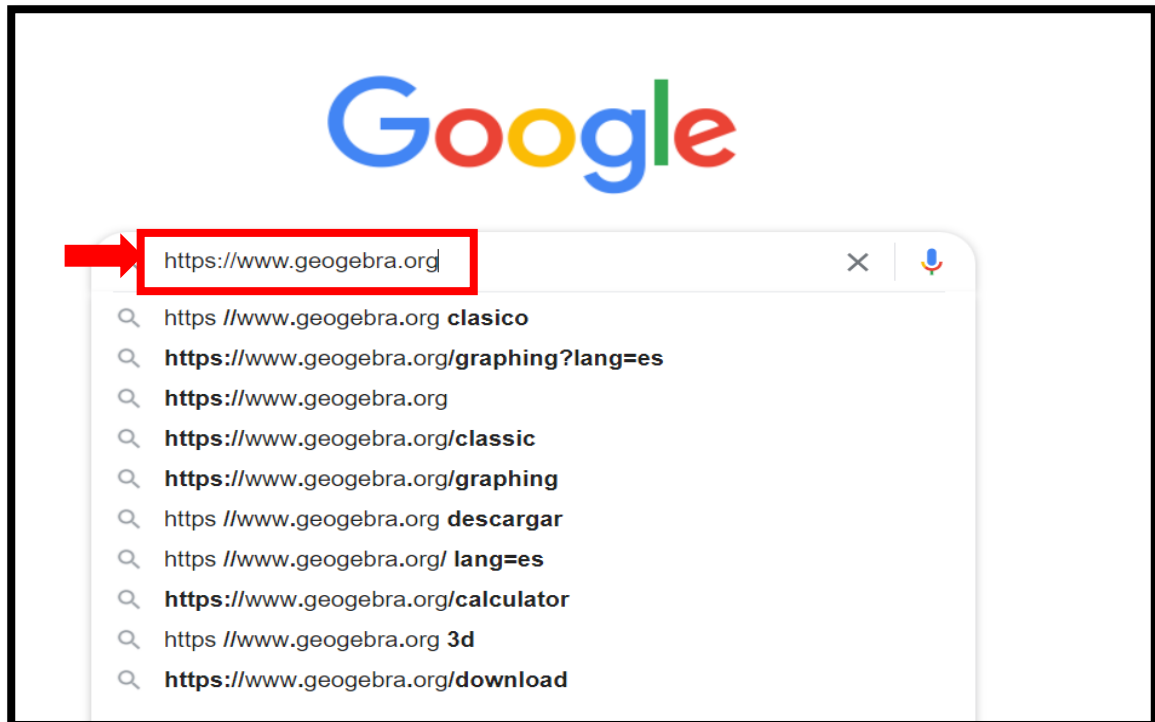 Google
https://www.geogebra.org
https //www.geogebra.org clasico
https://www.geogebra.org/graphing?lang=es
https://www.geogebra.org
https://www.geogebra.org/classic
https://www.geogebra.org/graphing
https //www.geogebra.org descargar
https //www.geogebra.org/ lang=es
https://www.geogebra.org/calculator
https //www.geogebra.org 3d
https://www.geogebra.org/download